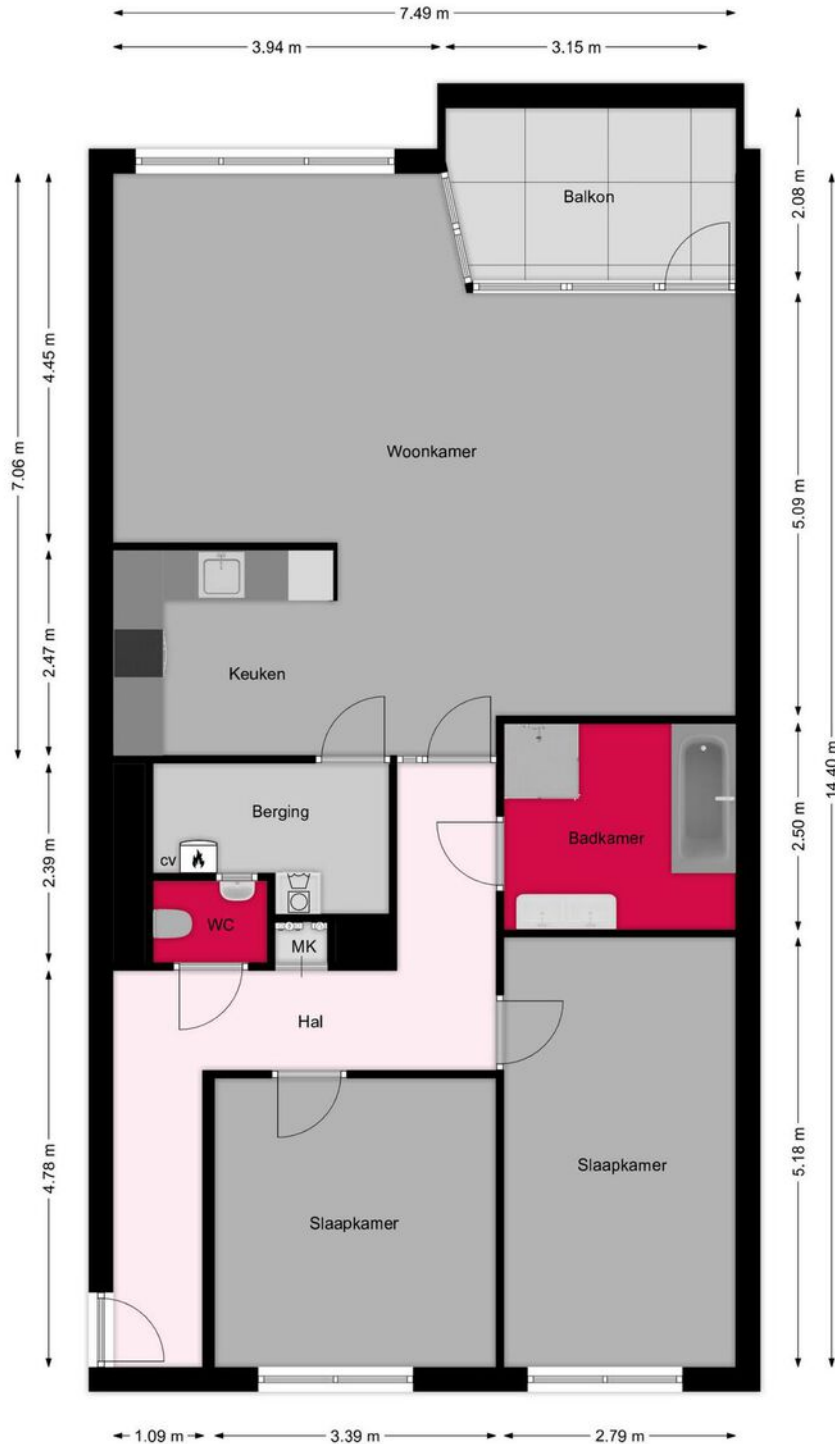 7.49 m
3.94 m
3.15 m
Balkon
2.08 m
4.45 m
7.06 m
Woonkamer
5.09 m
14.40 m
2.47 m
Keuken
Berging
cv
2.39 m
WC
MK
Badkamer
2.50 m
Hal
4.78 m
Slaapkamer
Slaapkamer
5.18 m
1.09 m
3.39 m
2.79 m